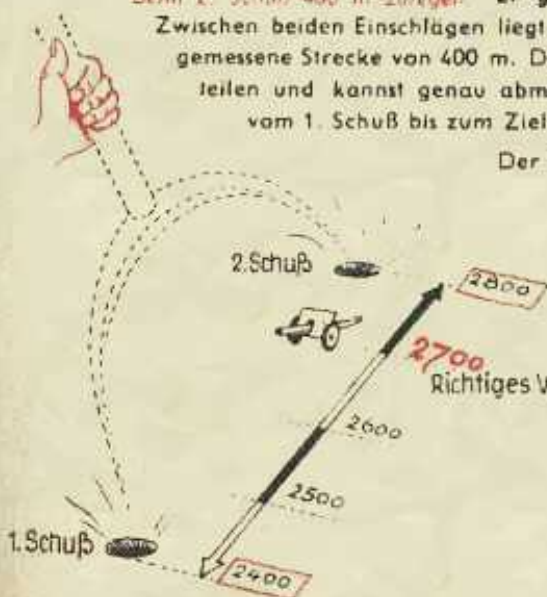 Zwischen beiden Einschlägen liegt
gemessene Strecke von 400 m. D
teilen und kannst genau abm
vom 1. Schuß bis zum Ziel
Der
2. Schuß
2800
2700
Richtiges V
2600
2500
1. Schuß
2400